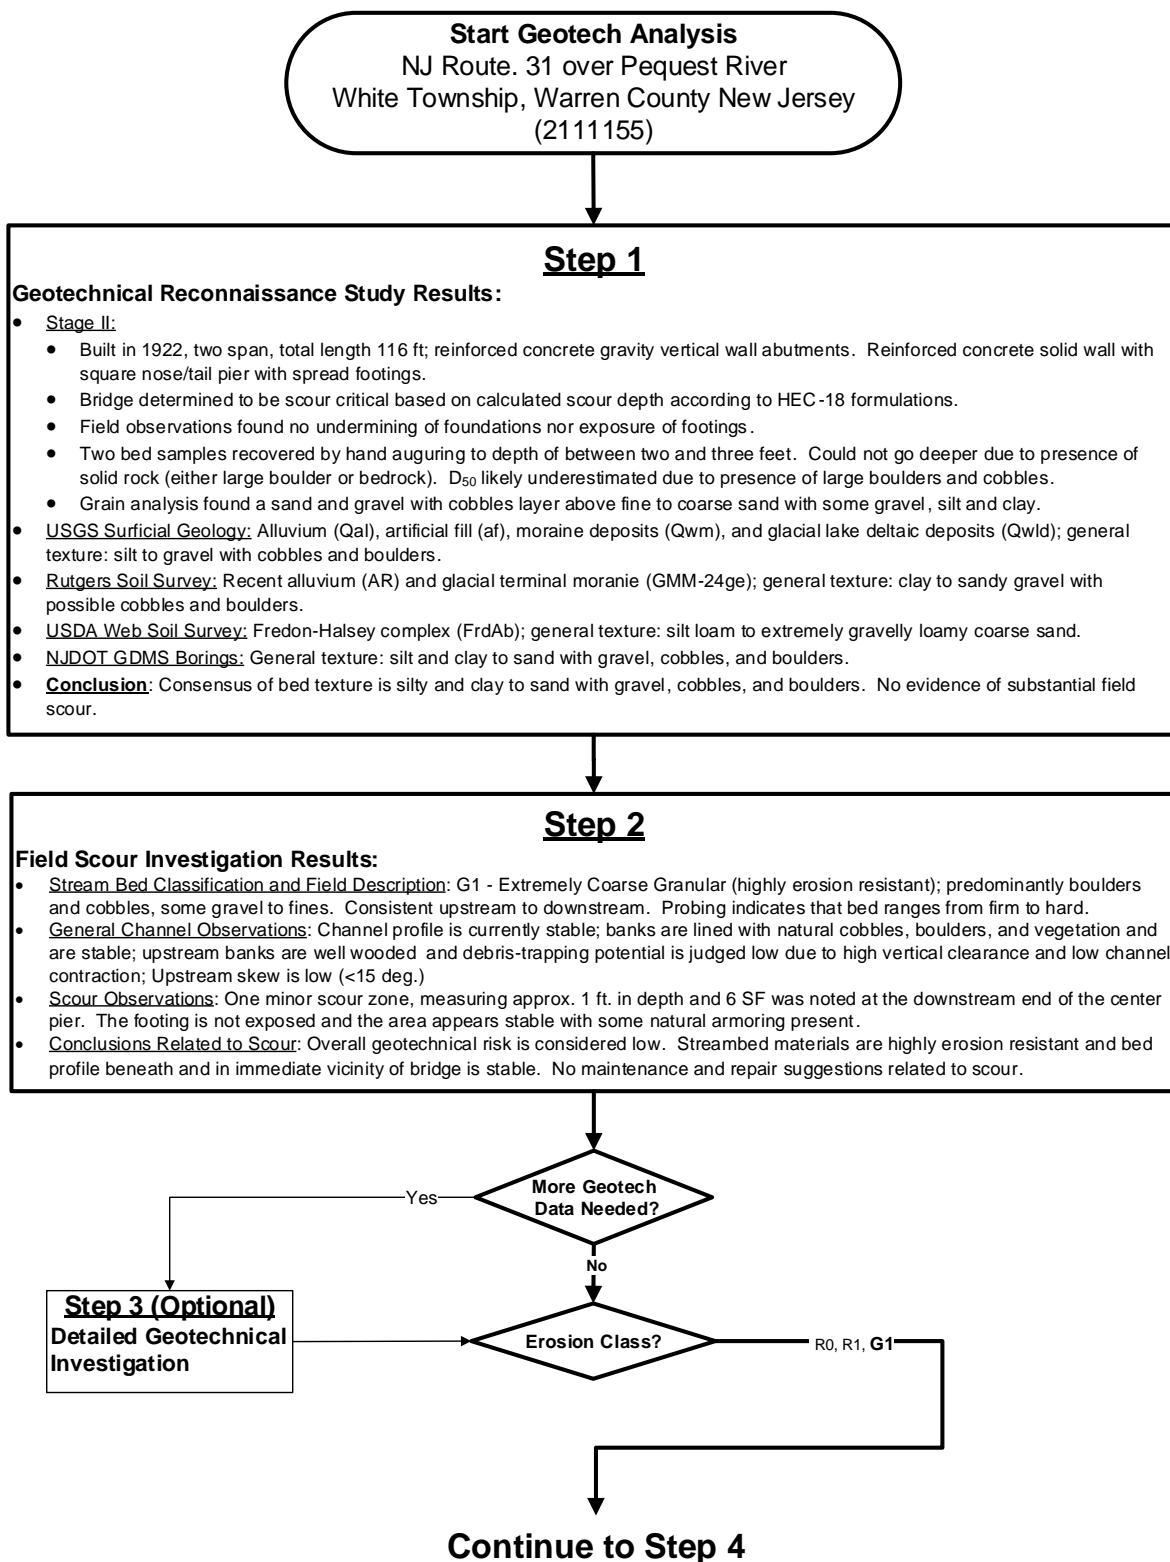 Start Geotech Analysis
NJ Route. 31 over Pequest River
White Township, Warren County New Jersey
(2111155)
Step 1
Geotechnical Reconnaissance Study Results:
• Stage II:
• Built in 1922, two span, total length 116 ft; reinforced concrete gravity vertical wall abutments. Reinforced concrete solid wall with
square nose/tail pier with spread footings.
• Bridge determined to be scour critical based on calculated scour depth according to HEC-18 formulations.
• Field observations found no undermining of foundations nor exposure of footings.
• Two bed samples recovered by hand auguring to depth of between two and three feet. Could not go deeper due to presence of
solid rock (either large boulder or bedrock). D50 likely underestimated due to presence of large boulders and cobbles.
• Grain analysis found a sand and gravel with cobbles layer above fine to coarse sand with some gravel, silt and clay.
• USGS Surficial Geology: Alluvium (Qal), artificial fill (af), moraine deposits (Qwm), and glacial lake deltaic deposits (Qwld); general
texture: silt to gravel with cobbles and boulders.
• Rutgers Soil Survey: Recent alluvium (AR) and glacial terminal moranie (GMM-24ge); general texture: clay to sandy gravel with
possible cobbles and boulders.
• USDA Web Soil Survey: Fredon-Halsey complex (FrdAb); general texture: silt loam to extremely gravelly loamy coarse sand.
• NJDOT GDMS Borings: General texture: silt and clay to sand with gravel, cobbles, and boulders.
• Conclusion: Consensus of bed texture is silty and clay to sand with gravel, cobbles, and boulders. No evidence of substantial field
scour.
Step 2
Field Scour Investigation Results:
• Stream Bed Classification and Field Description: G1 - Extremely Coarse Granular (highly erosion resistant); predominantly boulders
and cobbles, some gravel to fines. Consistent upstream to downstream. Probing indicates that bed ranges from firm to hard.
• General Channel Observations: Channel profile is currently stable; banks are lined with natural cobbles, boulders, and vegetation and
are stable; upstream banks are well wooded and debris-trapping potential is judged low due to high vertical clearance and low channel
contraction; Upstream skew is low (<15 deg.)
• Scour Observations: One minor scour zone, measuring approx. 1 ft. in depth and 6 SF was noted at the downstream end of the center
pier. The footing is not exposed and the area appears stable with some natural armoring present.
• Conclusions Related to Scour: Overall geotechnical risk is considered low. Streambed materials are highly erosion resistant and bed
profile beneath and in immediate vicinity of bridge is stable. No maintenance and repair suggestions related to scour.
More Geotech
Data Needed?
Yes
No
Step 3 (Optional)
Detailed Geotechnical
Investigation
Erosion Class?
R0, R1, G1
Continue to Step 4